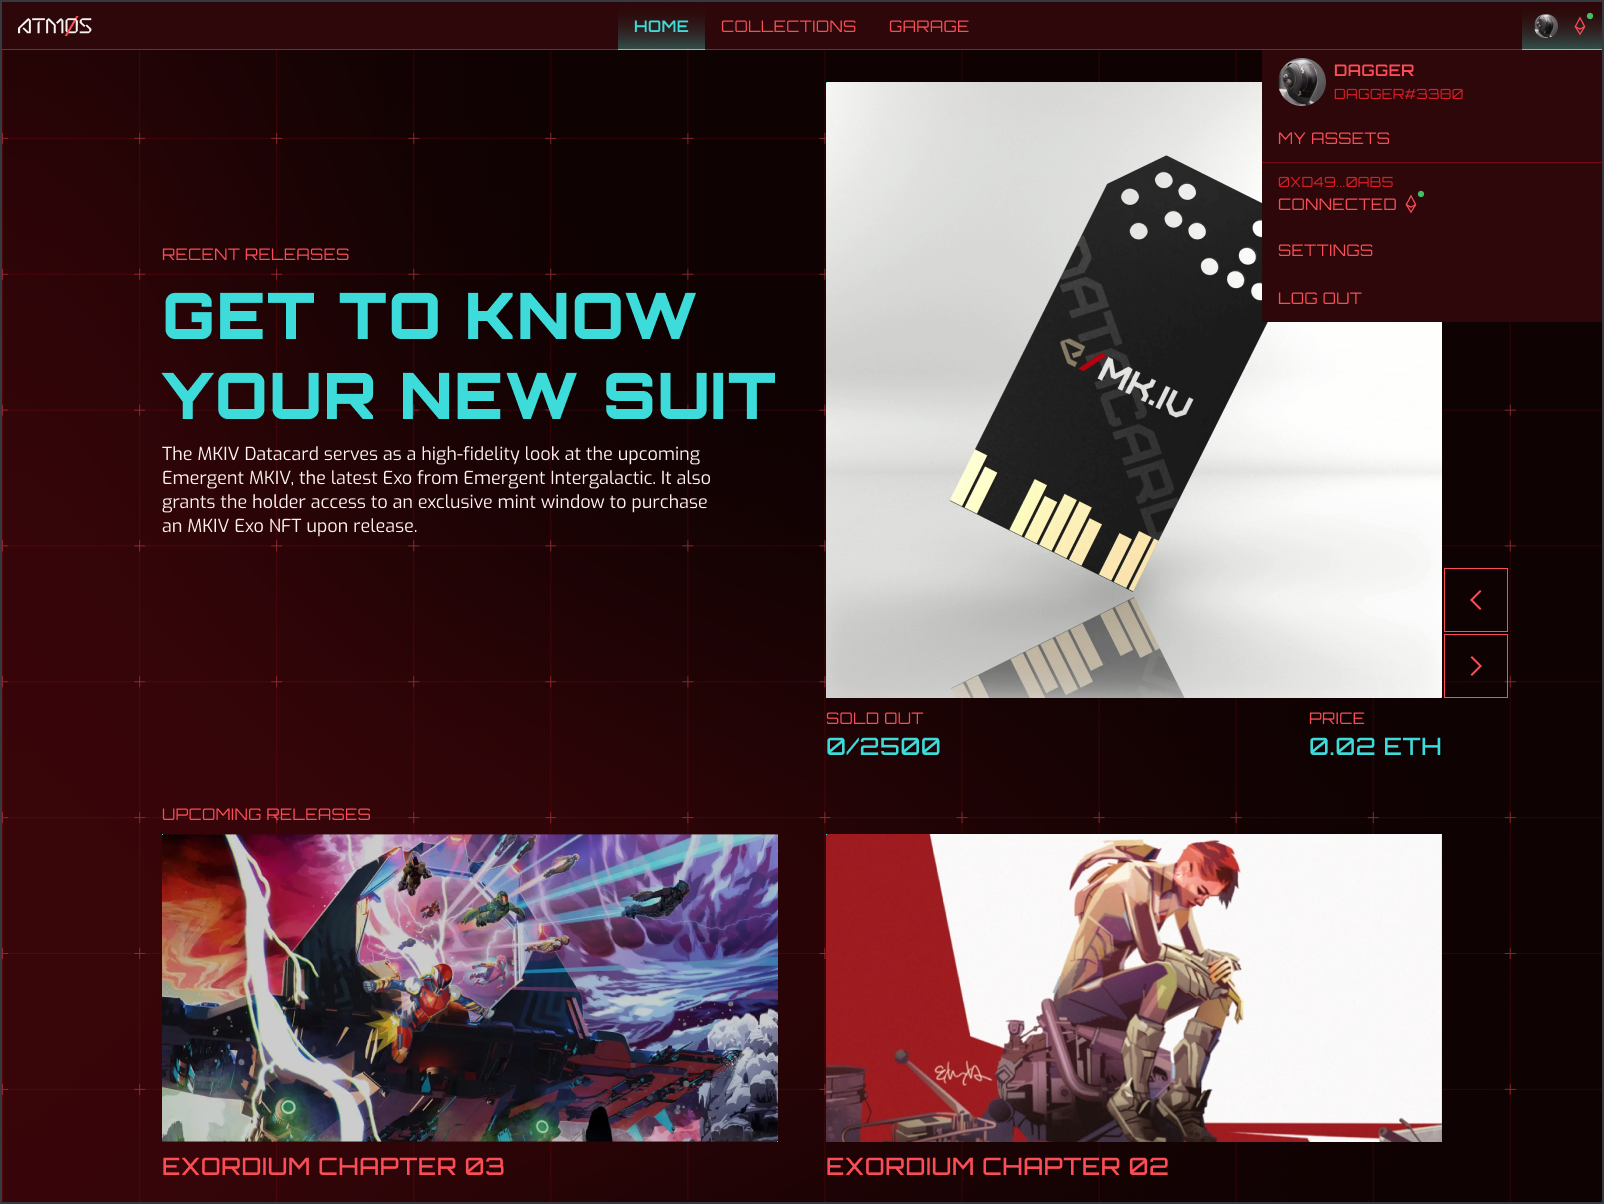 ATMØS
HOME
COLLECTIONS
GARAGE
DAGGER
DAGGER#33B0
MY ASSETS
0XD49...0AB5
CONNECTED
SETTINGS
LOG OUT
RECENT RELEASES
GET TO KNOW
YOUR NEW SUIT
The MKIV Datacard serves as a high-fidelity look at the upcoming
Emergent MKIV, the latest Exo from Emergent Intergalactic. It also
grants the holder access to an exclusive mint window to purchase
an MKIV Exo NFT upon release.
DATACARD
MK.IV
SOLD OUT
0/2500
PRICE
0.02 ETH
UPCOMING RELEASES
EXORDIUM CHAPTER 03
EXORDIUM CHAPTER 02